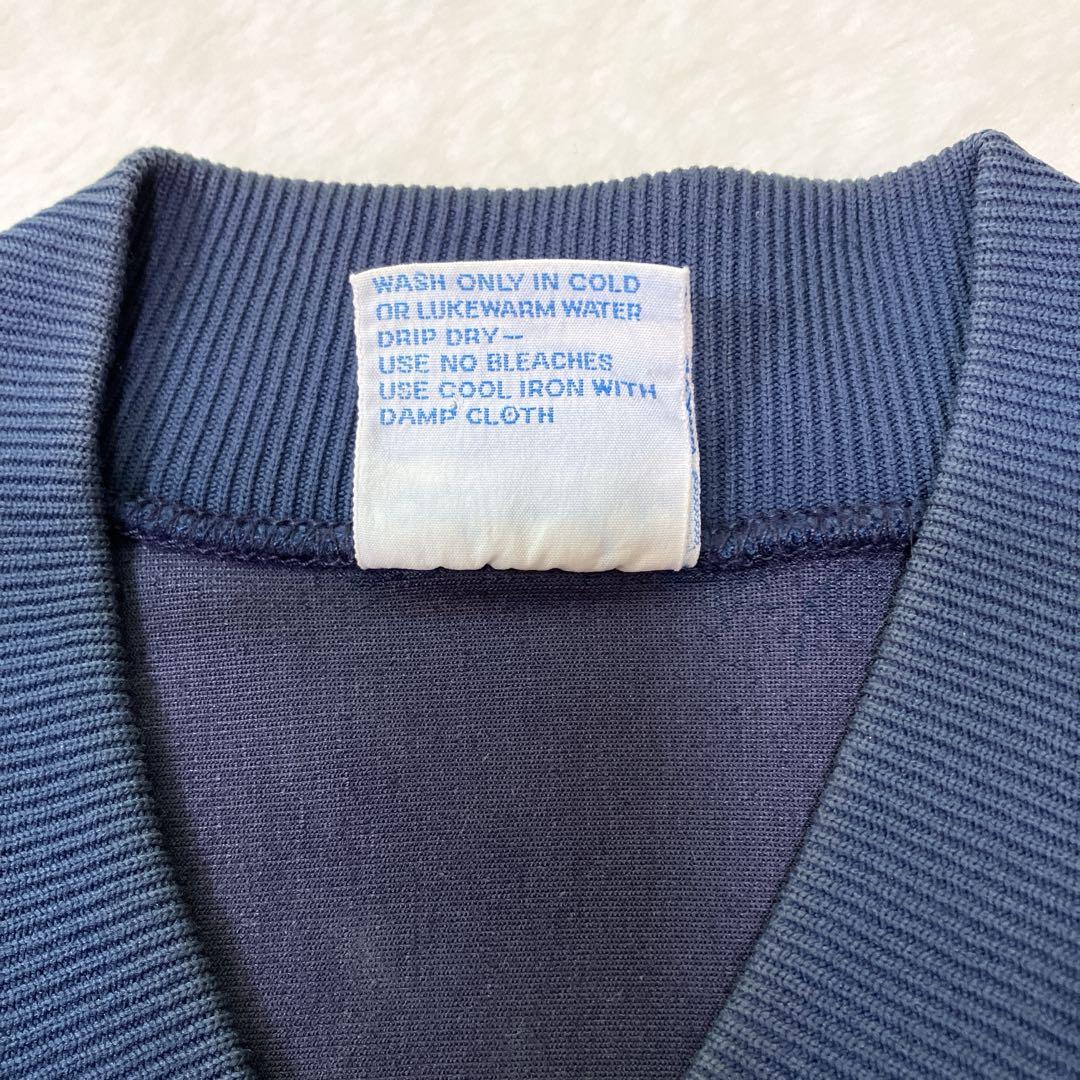 WASH ONLY IN COLD
OR LUKEWARM WATER
DRIP DRY—
USE NO BLEACHES
USE COOL IRON WITH
DAMP CLOTH